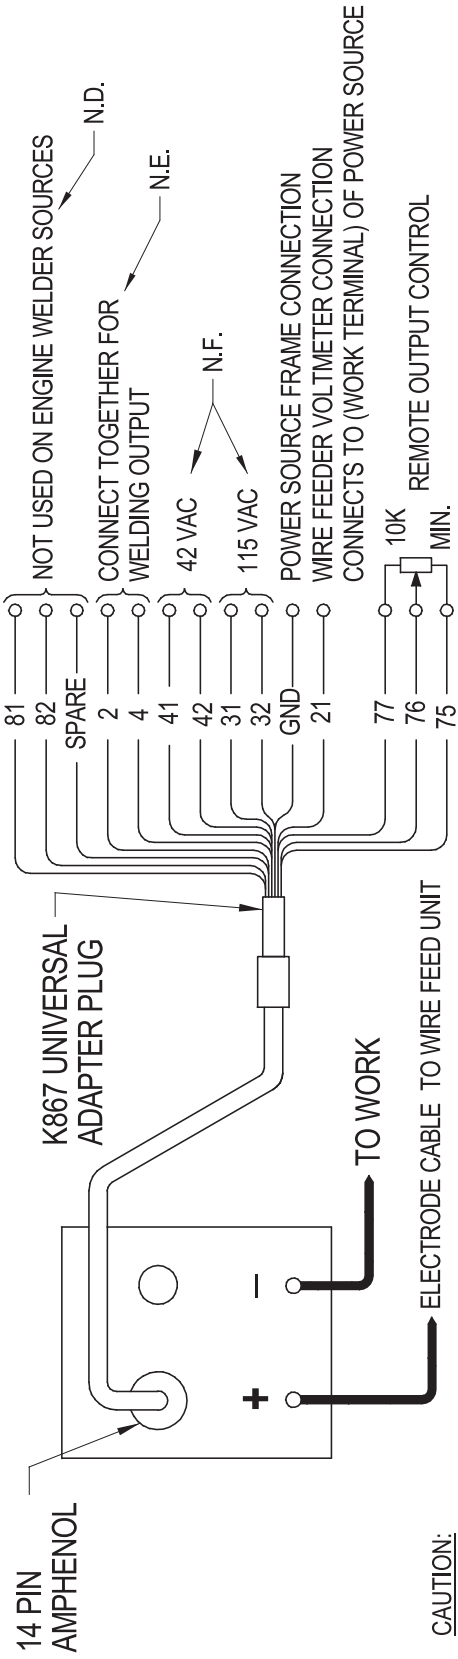 14 PIN
AMPHENOL
K867 UNIVERSAL
ADAPTER PLUG
81
82
SPARE
2
4
41
42
31
32
GND
21
77
76
75
NOT USED ON ENGINE WELDER SOURCES
N.D.
CONNECT TOGETHER FOR
WELDING OUTPUT
N.E.
42 VAC
115 VAC
N.F.
POWER SOURCE FRAME CONNECTION
WIRE FEEDER VOLTMETER CONNECTION
CONNECTS TO (WORK TERMINAL) OF POWER SOURCE
10K
REMOTE OUTPUT CONTROL
MIN.
+
–
TO WORK
ELECTRODE CABLE TO WIRE FEED UNIT
CAUTION: